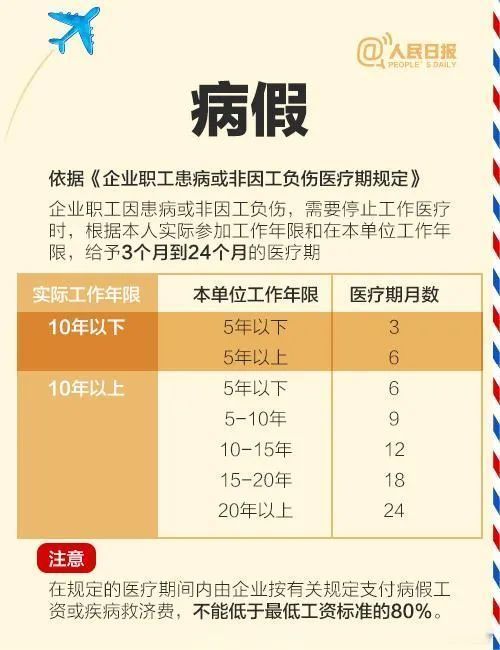 @人民日报
PEOPLE'S DAILY
病假
依据《企业职工患病或非因工负伤医疗期规定》
企业职工因患病或非因工负伤，需要停止工作医疗
时，根据本人实际参加工作年限和在本单位工作年
限，给予3个月到24个月的医疗期
实际工作年限 本单位工作年限 医疗期月数
10年以下 5年以下 3
5年以上 6
10年以上 5年以下 6
5-10年 9
10-15年 12
15-20年 18
20年以上 24
注意
在规定的医疗期间内由企业按有关规定支付病假工
资或疾病救济费，不能低于最低工资标准的80%。